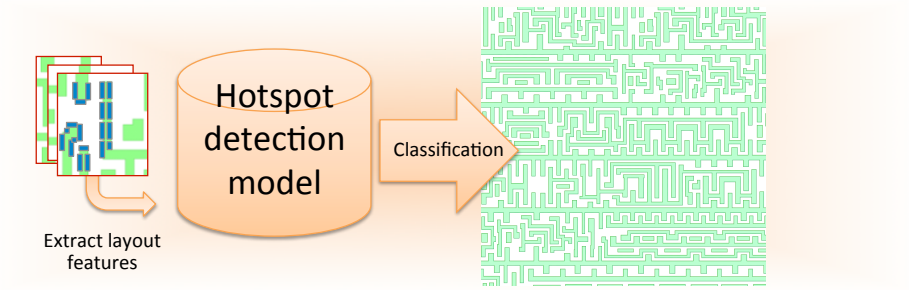 Hotspot
detection
model
Classification
Extract layout
features